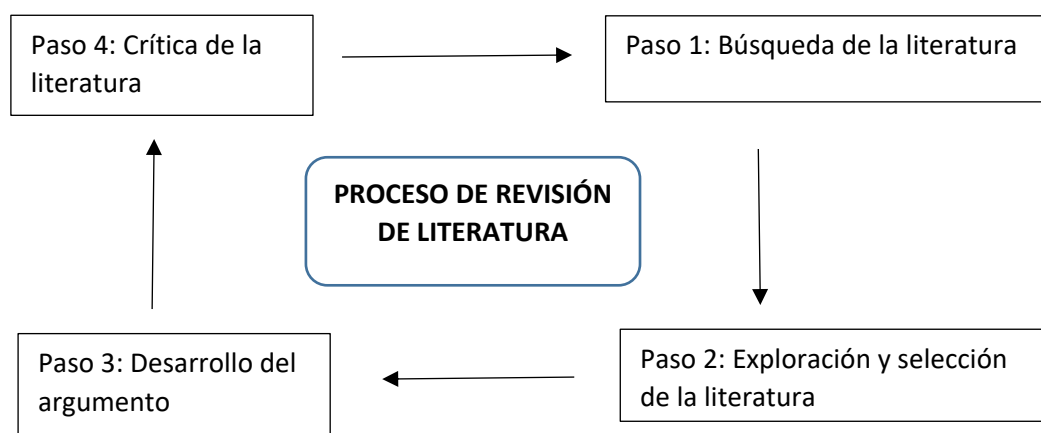 Paso 4: Crítica de la
literatura
Paso 1: Búsqueda de la literatura
PROCESO DE REVISIÓN
DE LITERATURA
Paso 3: Desarrollo del
argumento
Paso 2: Exploración y selección
de la literatura